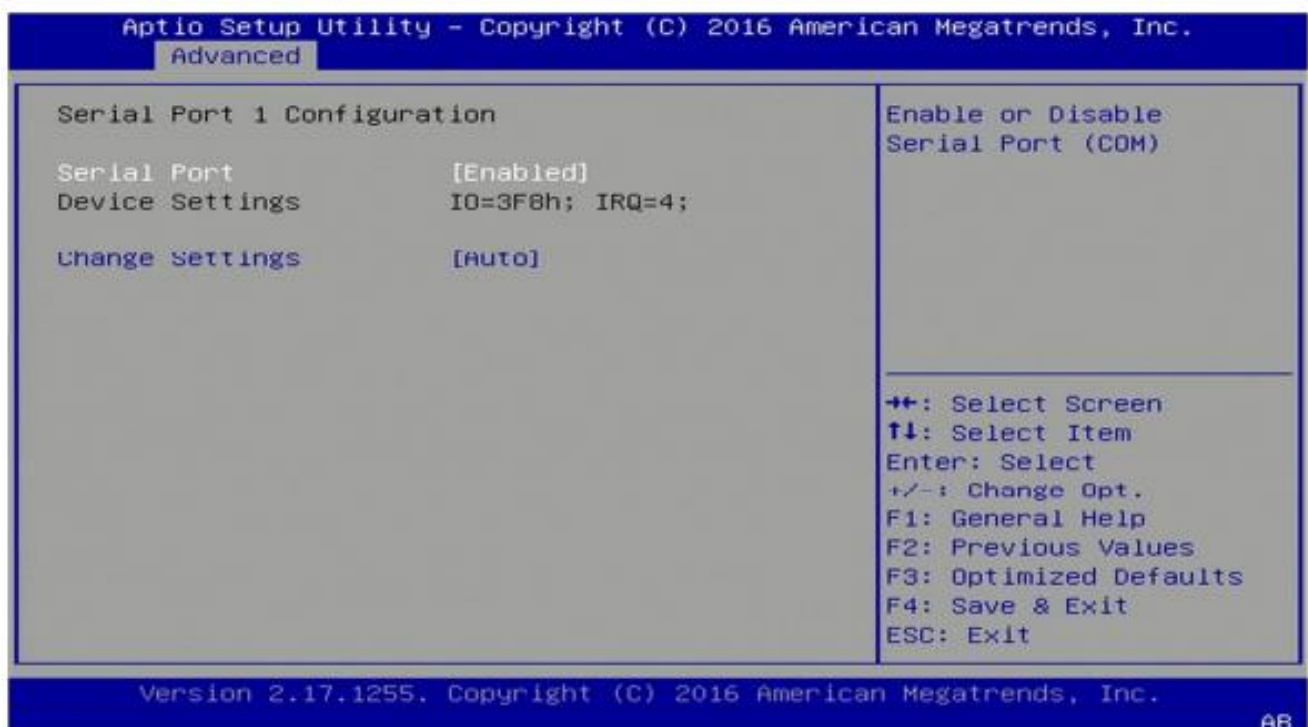 Aptio Setup Utility – Copyright (C) 2016 American Megatrends, Inc.
Advanced
Serial Port 1 Configuration
Serial Port [Enabled]
Device Settings IO=3F8h; IRQ=4;
Change Settings [Auto]
Enable or Disable
Serial Port (COM)
→←: Select Screen
↑↓: Select Item
Enter: Select
+/-: Change Opt.
F1: General Help
F2: Previous Values
F3: Optimized Defaults
F4: Save & Exit
ESC: Exit
Version 2.17.1255. Copyright (C) 2016 American Megatrends, Inc.
AB